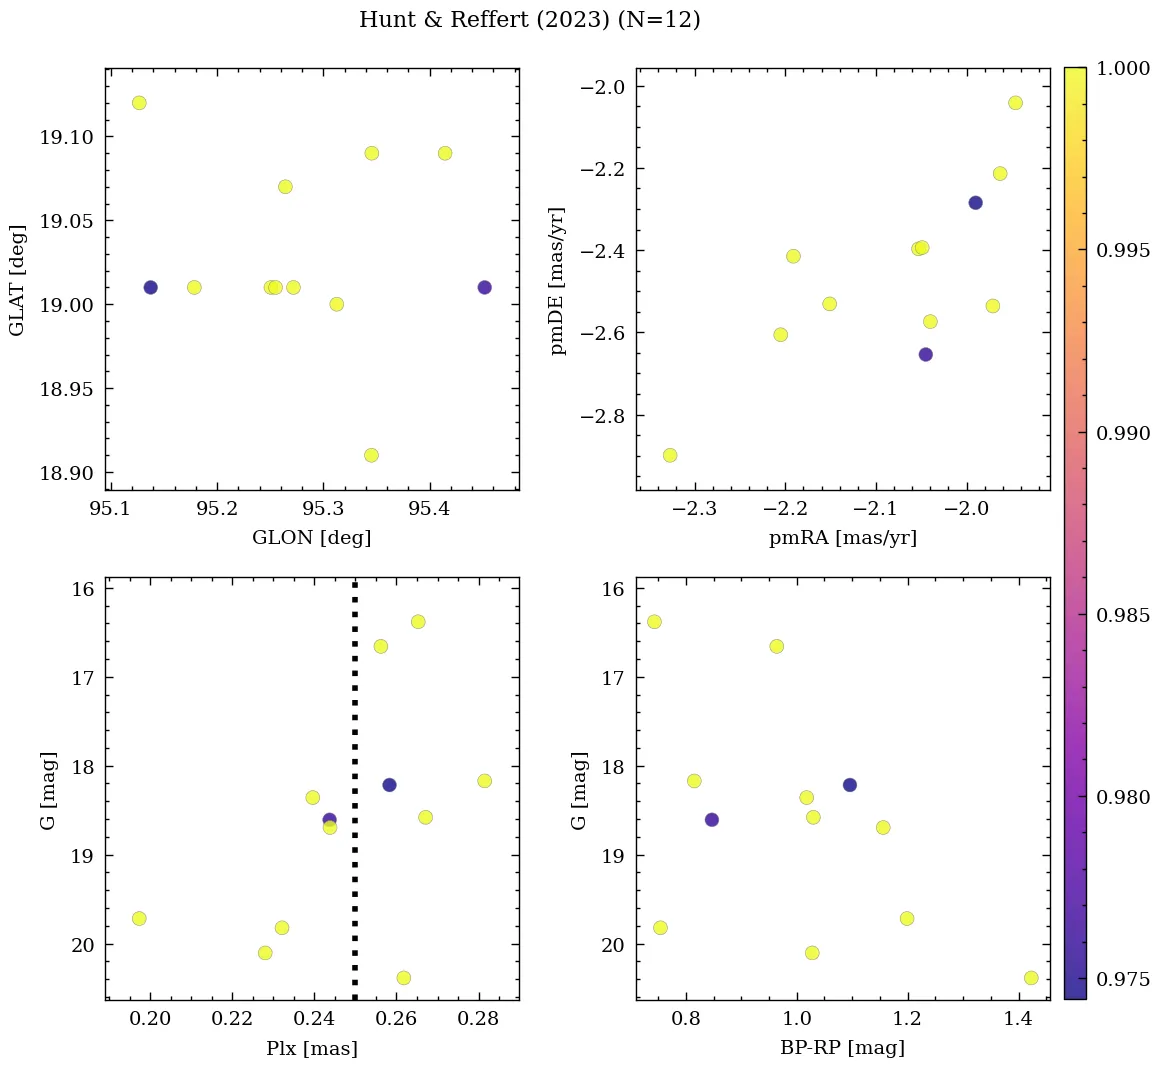 Hunt & Reffert (2023) (N=12)
19.10
19.05
19.00
18.95
18.90
GLAT [deg]
95.1 95.2 95.3 95.4
GLON [deg]
−2.0
−2.2
−2.4
−2.6
−2.8
pmDE [mas/yr]
−2.3 −2.2 −2.1 −2.0
pmRA [mas/yr]
16
17
18
19
20
G [mag]
0.20 0.22 0.24 0.26 0.28
Plx [mas]
16
17
18
19
20
G [mag]
0.8 1.0 1.2 1.4
BP-RP [mag]
1.000
0.995
0.990
0.985
0.980
0.975